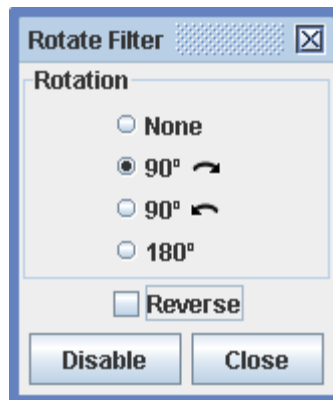 Rotate Filter
Rotation
None
90°
90°
180°
Reverse
Disable Close